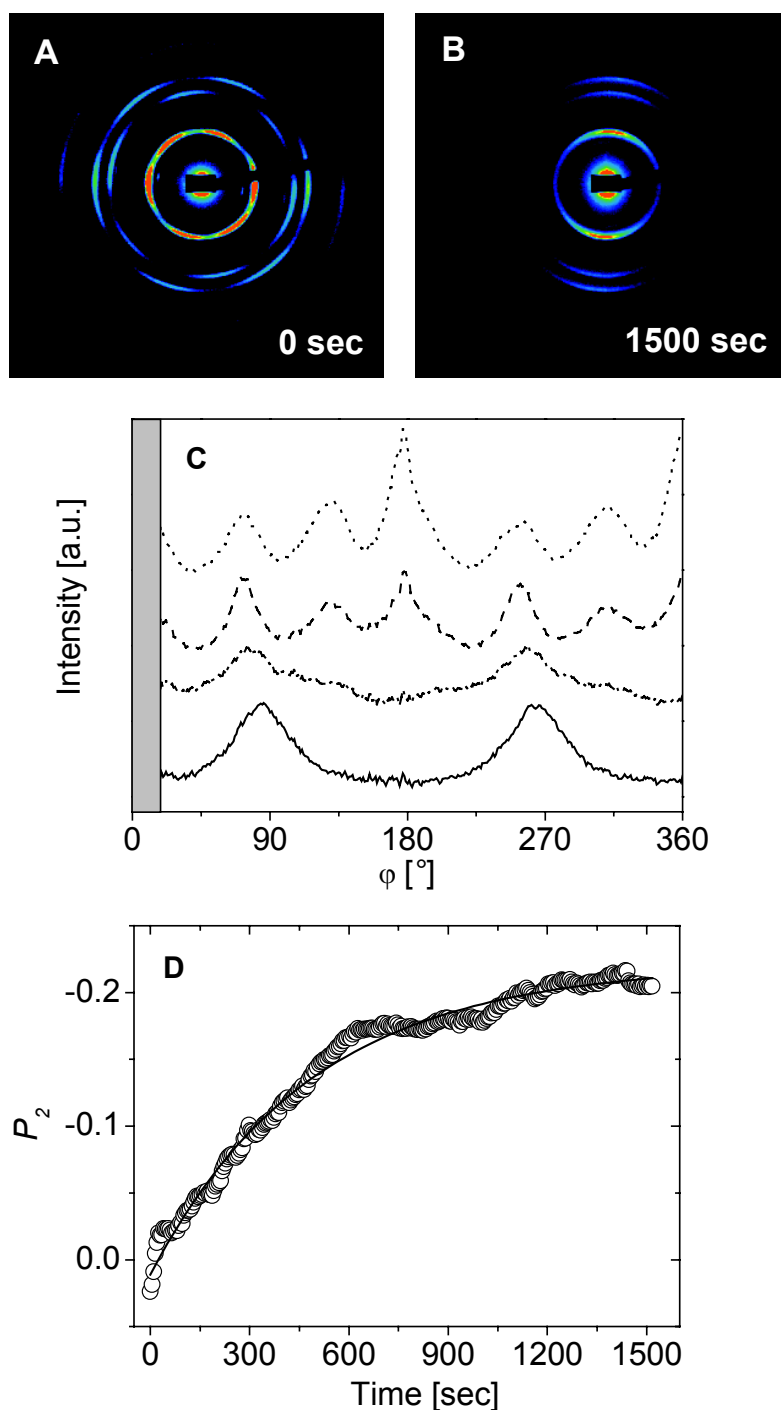 A
B
0 sec
1500 sec
C
Intensity [a.u.]
0 90 180 270 360
φ [°]
D
-0.2
-0.1
0.0
P2
0 300 600 900 1200 1500
Time [sec]